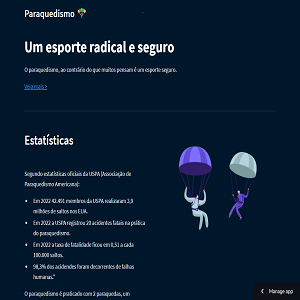 Paraquedismo
Um esporte radical e seguro
O paraquedismo, ao contrário do que muitos pensam é um esporte seguro.
Veja mais >
Estatísticas
Segundo estatísticas oficiais da USPA (Associação de
Paraquedismo Americana):
Em 2022 42.491 membros da USPA realizaram 3,9
milhões de saltos nos EUA.
Em 2022 a USPA registrou 20 acidentes fatais na prática
do paraquedismo.
Em 2022 a taxa de fatalidade ficou em 0,51 a cada
100.000 saltos.
98,3% dos acidentes foram decorrentes de falhas
humanas.*
O paraquedismo é praticado com 2 paraquedas, um
Manage app